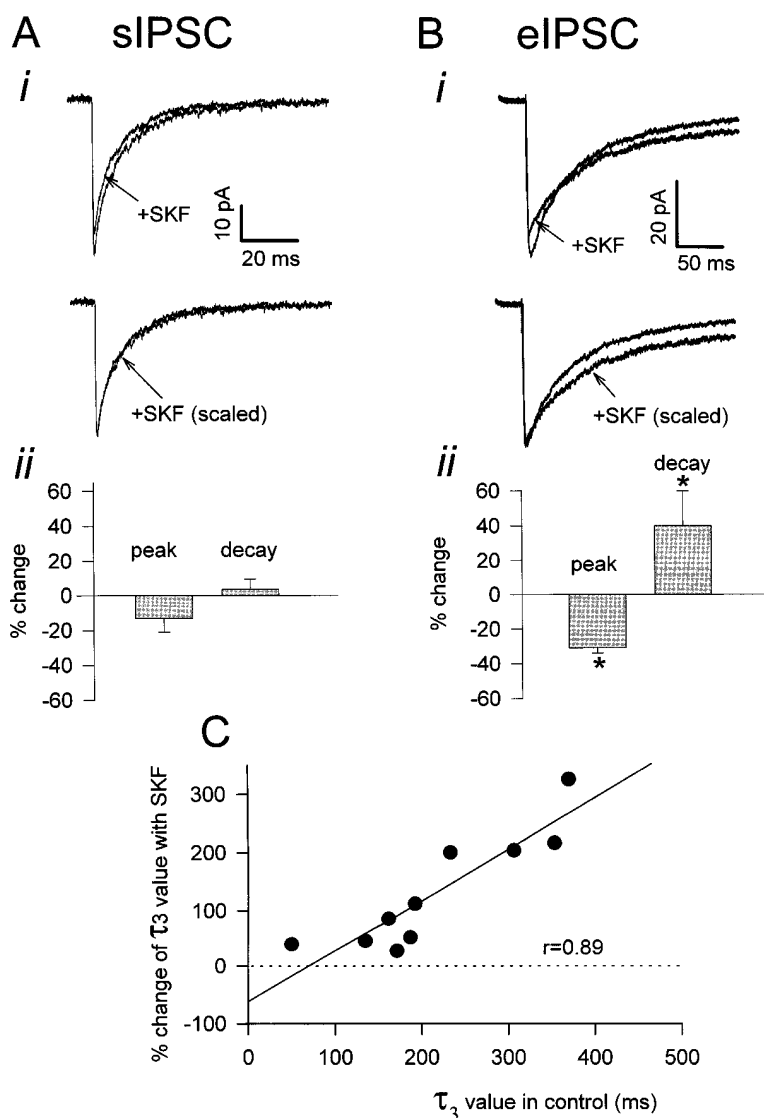 A sIPSC
B eIPSC
i
i
+SKF
10 pA
20 ms
+SKF
20 pA
50 ms
+SKF (scaled)
+SKF (scaled)
ii
% change
60
40
20
0
-20
-40
-60
peak
decay
ii
% change
60
40
20
0
-20
-40
-60
peak
decay
*
*
C
% change of τ3 value with SKF
300
200
100
0
-100
r=0.89
0 100 200 300 400 500
τ3 value in control (ms)